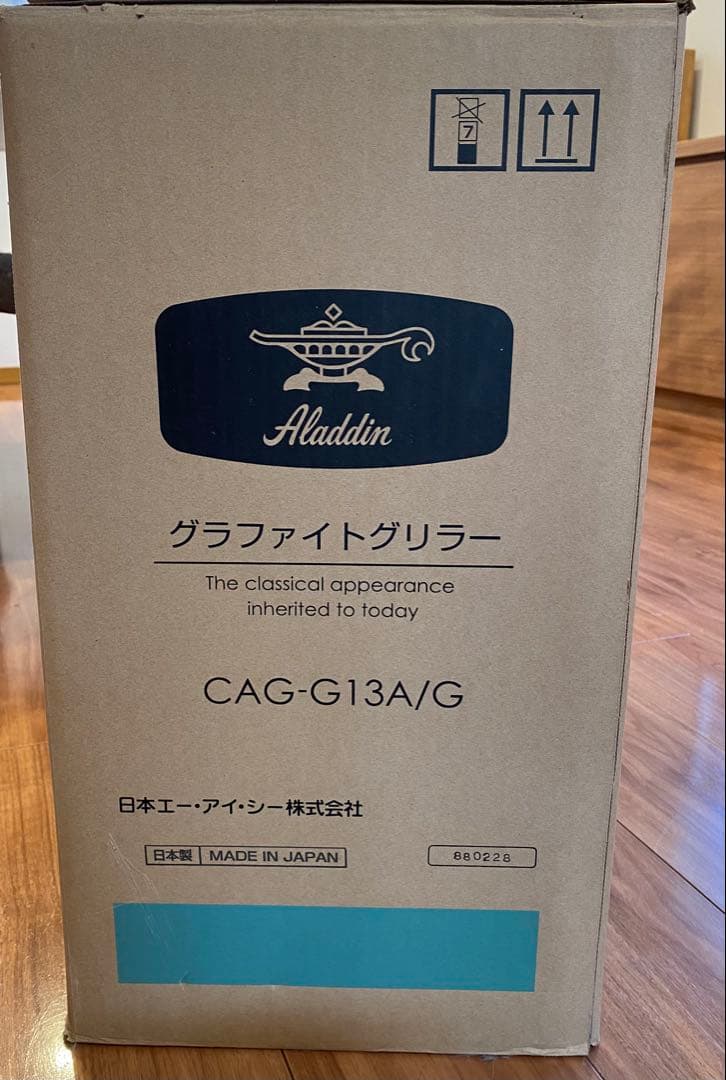 7
Aladdin
グラファイトグリラー
The classical appearance
inherited to today
CAG-G13A/G
日本エー・アイ・シー株式会社
日本製 MADE IN JAPAN
880228